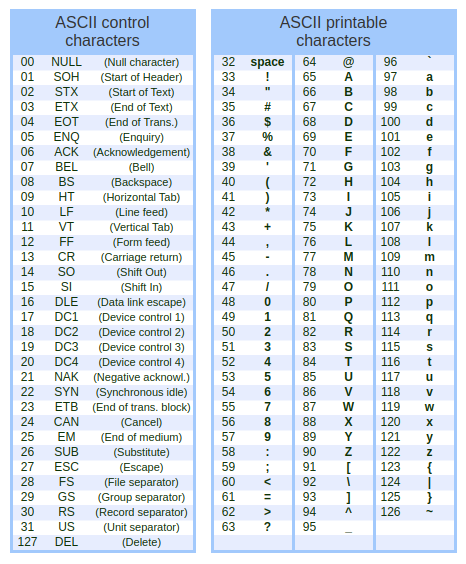 ASCII control
characters
00 NULL (Null character)
01 SOH (Start of Header)
02 STX (Start of Text)
03 ETX (End of Text)
04 EOT (End of Trans.)
05 ENQ (Enquiry)
06 ACK (Acknowledgement)
07 BEL (Bell)
08 BS (Backspace)
09 HT (Horizontal Tab)
10 LF (Line feed)
11 VT (Vertical Tab)
12 FF (Form feed)
13 CR (Carriage return)
14 SO (Shift Out)
15 SI (Shift In)
16 DLE (Data link escape)
17 DC1 (Device control 1)
18 DC2 (Device control 2)
19 DC3 (Device control 3)
20 DC4 (Device control 4)
21 NAK (Negative acknowl.)
22 SYN (Synchronous idle)
23 ETB (End of trans. block)
24 CAN (Cancel)
25 EM (End of medium)
26 SUB (Substitute)
27 ESC (Escape)
28 FS (File separator)
29 GS (Group separator)
30 RS (Record separator)
31 US (Unit separator)
127 DEL (Delete)
ASCII printable
characters
32 space 64 @ 96 `
33 ! 65 A 97 a
34 " 66 B 98 b
35 # 67 C 99 c
36 $ 68 D 100 d
37 % 69 E 101 e
38 & 70 F 102 f
39 ' 71 G 103 g
40 ( 72 H 104 h
41 ) 73 I 105 i
42 * 74 J 106 j
43 + 75 K 107 k
44 , 76 L 108 l
45 - 77 M 109 m
46 . 78 N 110 n
47 / 79 O 111 o
48 0 80 P 112 p
49 1 81 Q 113 q
50 2 82 R 114 r
51 3 83 S 115 s
52 4 84 T 116 t
53 5 85 U 117 u
54 6 86 V 118 v
55 7 87 W 119 w
56 8 88 X 120 x
57 9 89 Y 121 y
58 : 90 Z 122 z
59 ; 91 [ 123 {
60 < 92 \ 124 |
61 = 93 ] 125 }
62 > 94 ^ 126 ~
63 ? 95 _